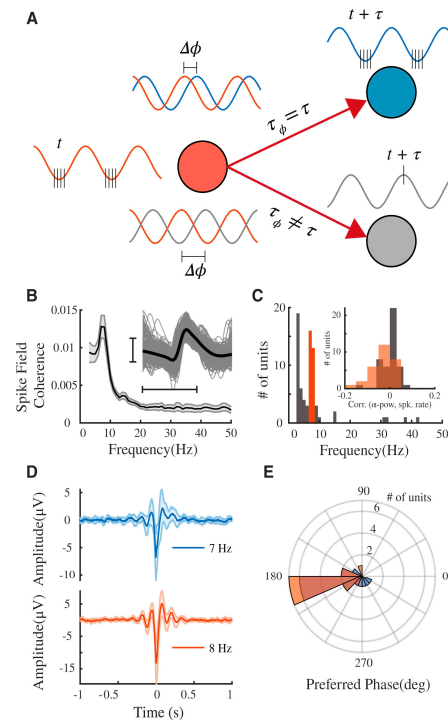 A
t + τ
Δϕ
τϕ = τ
t
t + τ
τϕ ≠ τ
Δϕ
B
Spike Field
Coherence
0.015
0.01
0.005
0
0 10 20 30 40 50
Frequency(Hz)
C
# of units
20
10
0
0 10 20 30 40 50
Frequency(Hz)
# of units
20
10
0
-0.2 0 0.2
Corr. (α-pow, spk. rate)
D
Amplitude(µV)
5
0
-5
-10
7 Hz
Amplitude(µV)
5
0
-5
-15
8 Hz
-1 -0.5 0 0.5 1
Time (s)
E
# of units
90
6
4
2
180
0
270
Preferred Phase(deg)